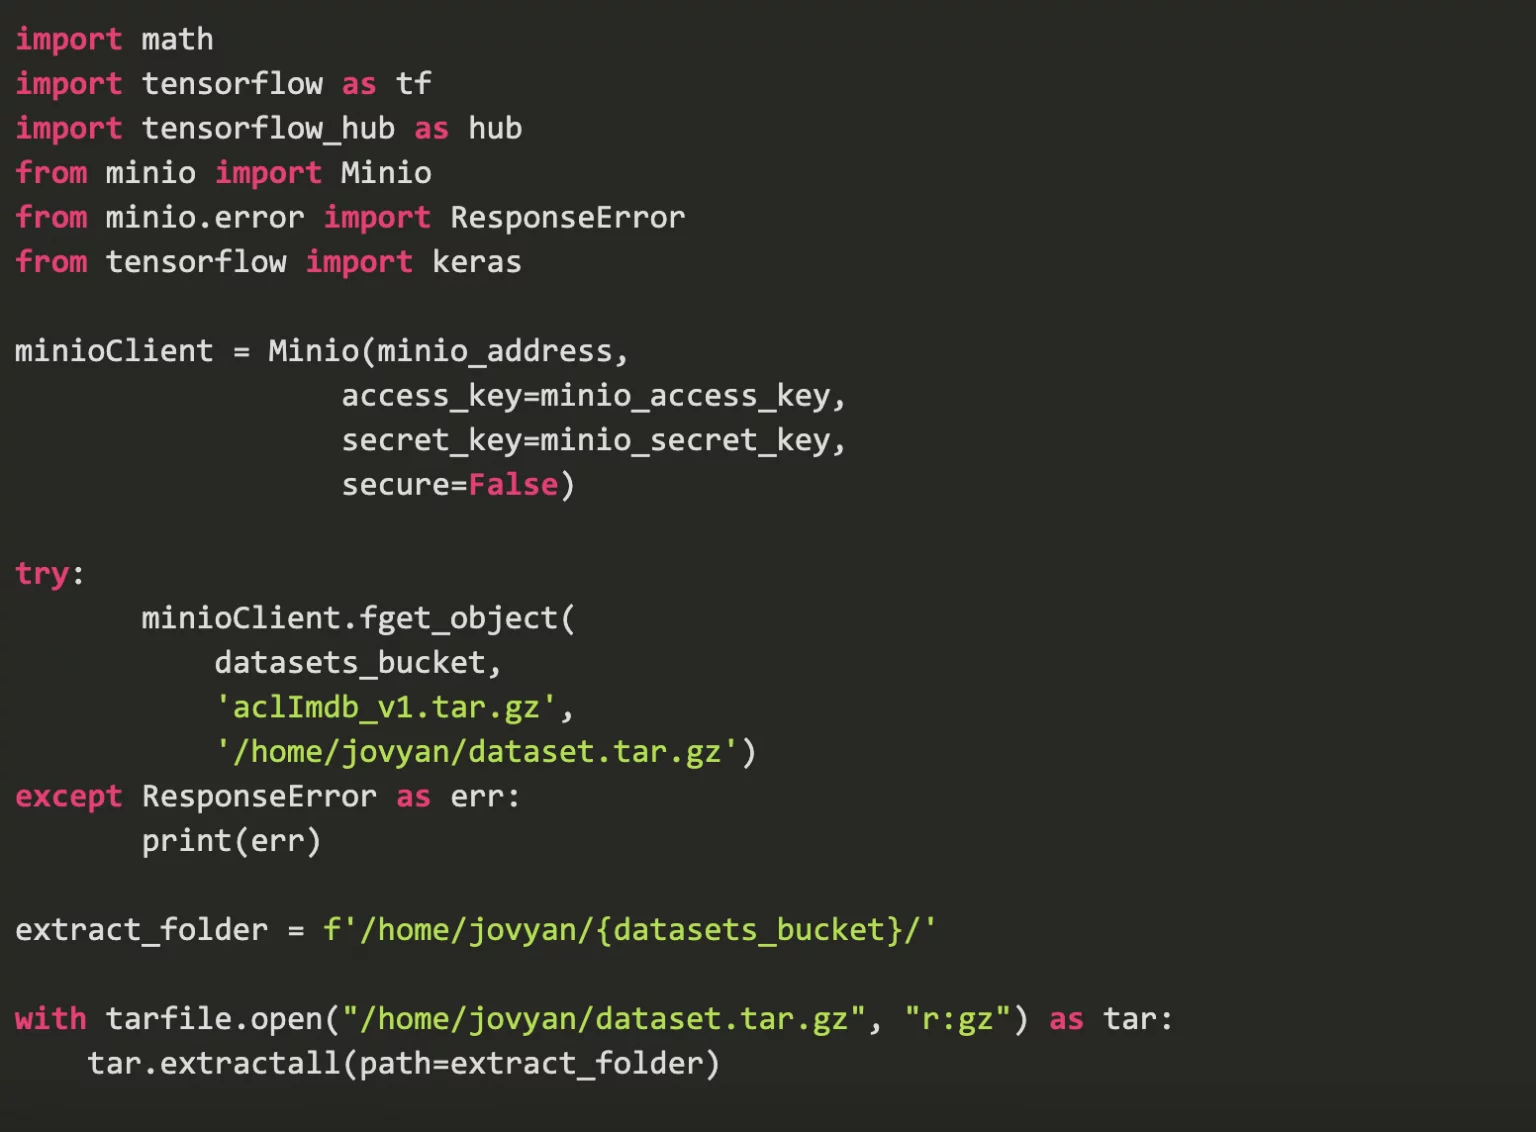 import math
import tensorflow as tf
import tensorflow_hub as hub
from minio import Minio
from minio.error import ResponseError
from tensorflow import keras

minioClient = Minio(minio_address,
                  access_key=minio_access_key,
                  secret_key=minio_secret_key,
                  secure=False)

try:
       minioClient.fget_object(
           datasets_bucket,
           'aclImdb_v1.tar.gz',
           '/home/jovyan/dataset.tar.gz')
except ResponseError as err:
       print(err)

extract_folder = f'/home/jovyan/{datasets_bucket}/'

with tarfile.open("/home/jovyan/dataset.tar.gz", "r:gz") as tar:
    tar.extractall(path=extract_folder)